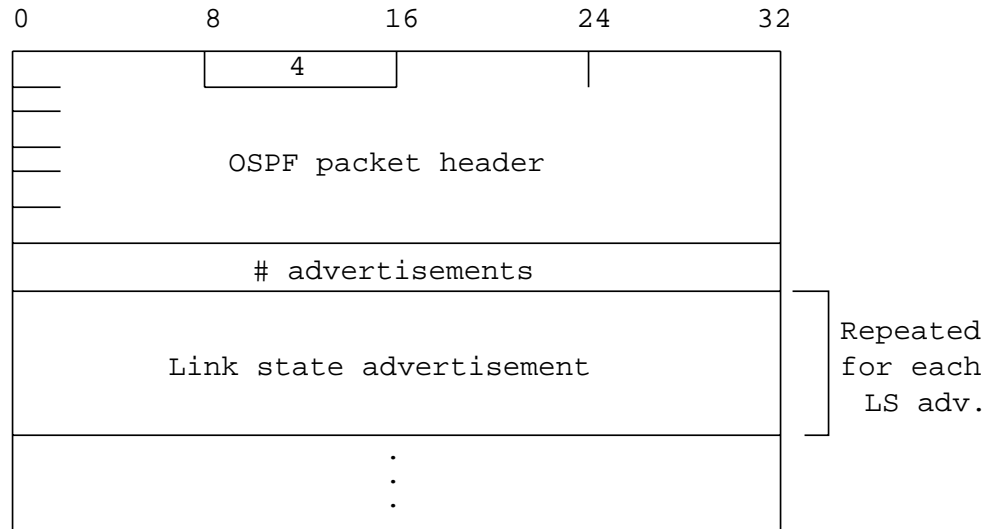 0 8 16 24 32
4
OSPF packet header
# advertisements
Link state advertisement
Repeated
for each
LS adv.
.
.
.